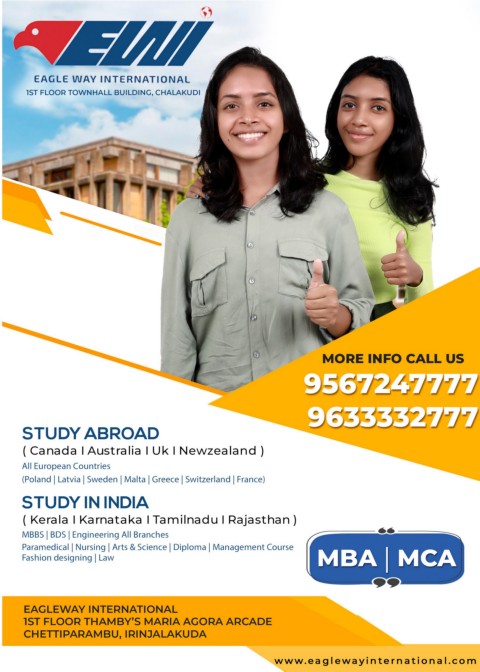 EWI
EAGLE WAY INTERNATIONAL
1ST FLOOR TOWNHALL BUILDING, CHALAKUDI
MORE INFO CALL US
9567247777
9633332777
STUDY ABROAD
( Canada I Australia I Uk I Newzealand )
All European Countries
(Poland | Latvia | Sweden | Malta | Greece | Switzerland | France)
STUDY IN INDIA
( Kerala I Karnataka I Tamilnadu I Rajasthan )
MBBS | BDS | Engineering All Branches
Paramedical | Nursing | Arts & Science | Diploma | Management Course
Fashion designing | Law
MBA | MCA
EAGLEWAY INTERNATIONAL
1ST FLOOR THAMBY'S MARIA AGORA ARCADE
CHETTIPARAMBU, IRINJALAKUDA
www.eaglewayinternational.com